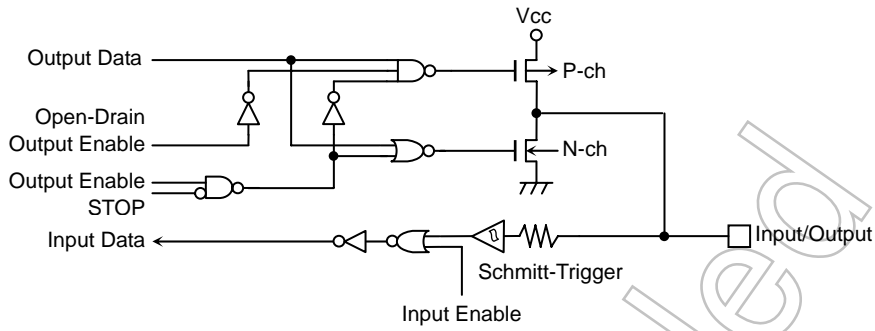 Vcc
Output Data
P-ch
Open-Drain
Output Enable
N-ch
Output Enable
STOP
Input Data
Input/Output
Schmitt-Trigger
Input Enable
led